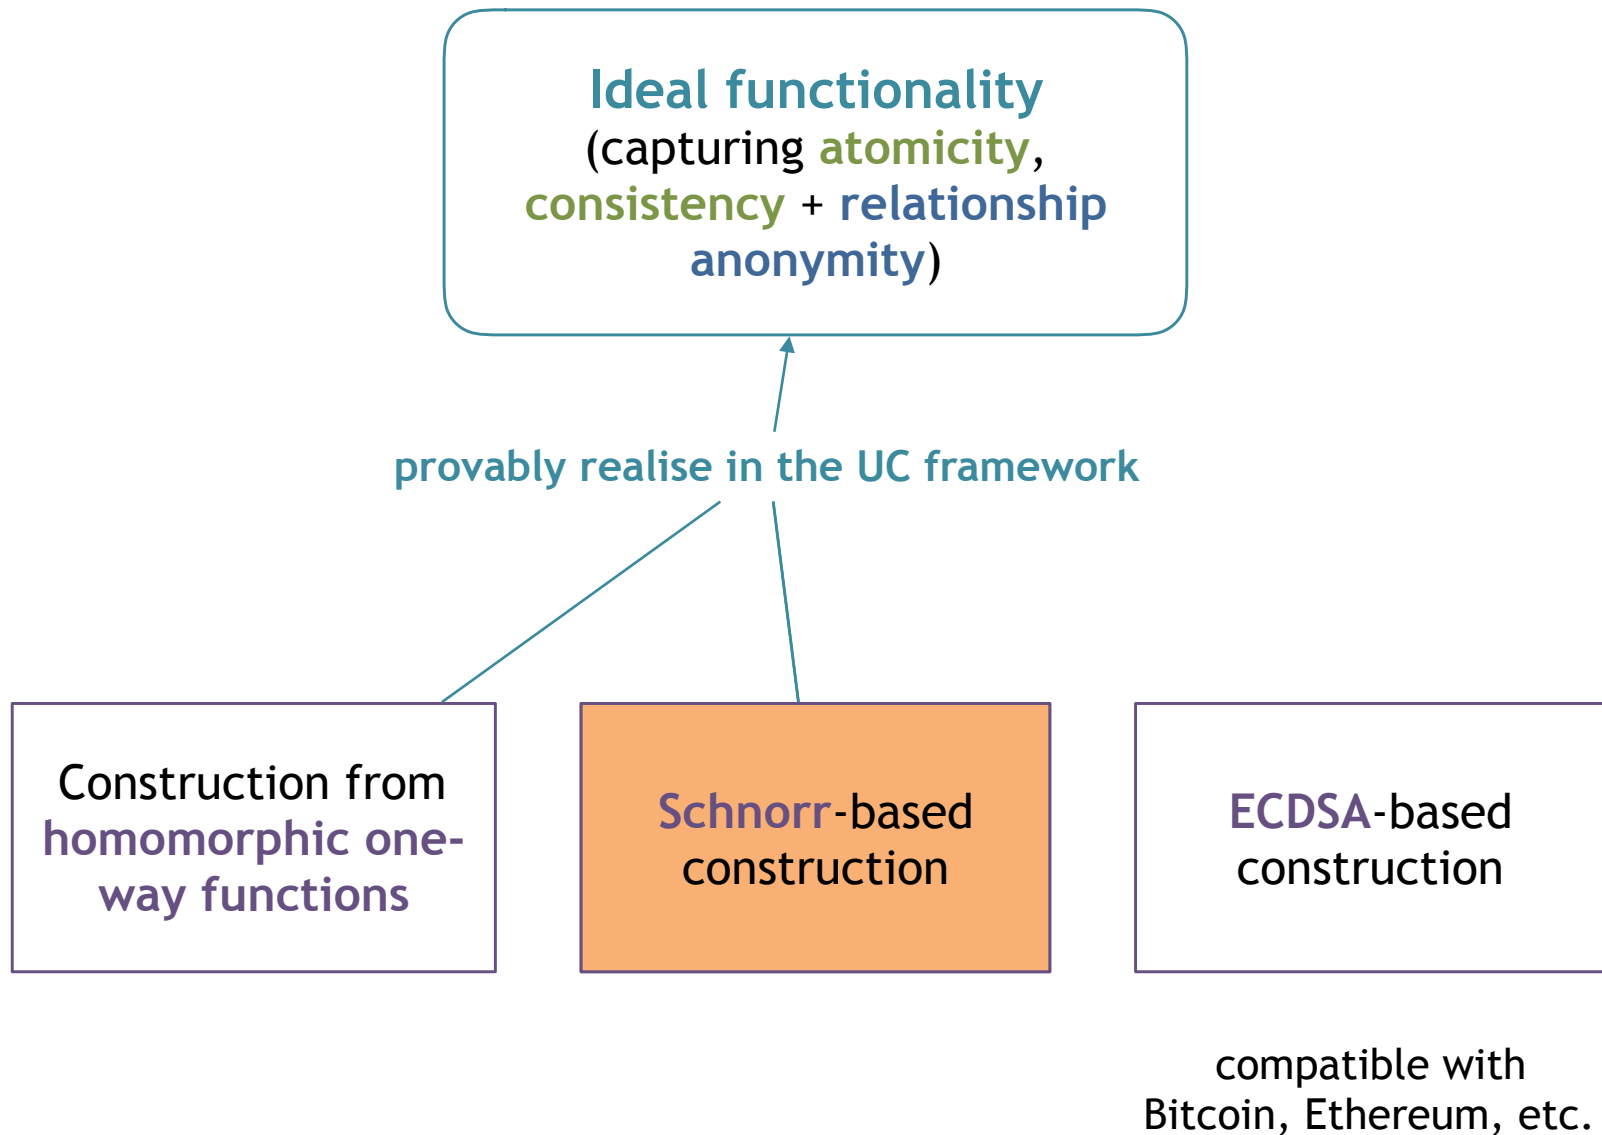 Ideal functionality
(capturing atomicity,
consistency + relationship
anonymity)
provably realise in the UC framework
Construction from
homomorphic one-
way functions
Schnorr-based
construction
ECDSA-based
construction
compatible with
Bitcoin, Ethereum, etc.